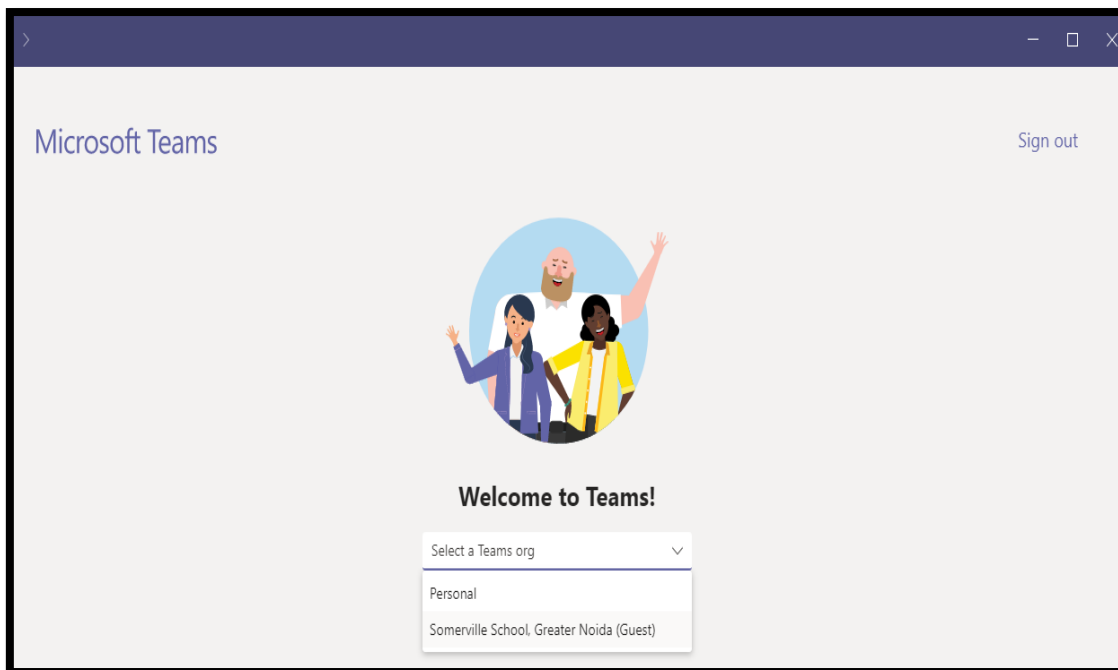 Microsoft Teams
Sign out
Welcome to Teams!
Select a Teams org
Personal
Somerville School, Greater Noida (Guest)